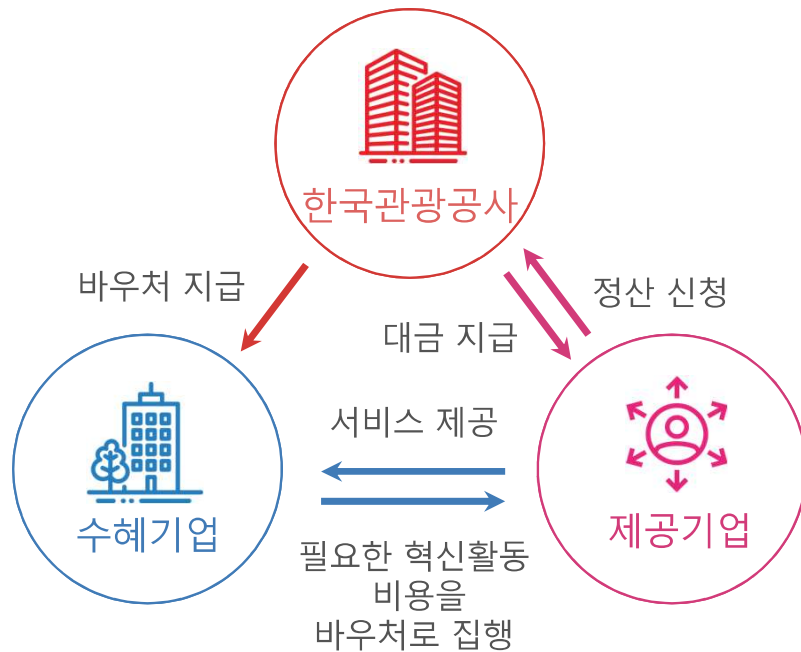 한국관광공사
바우처 지급
정산 신청
대금 지급
서비스 제공
수혜기업
제공기업
필요한 혁신활동
비용을
바우처로 집행